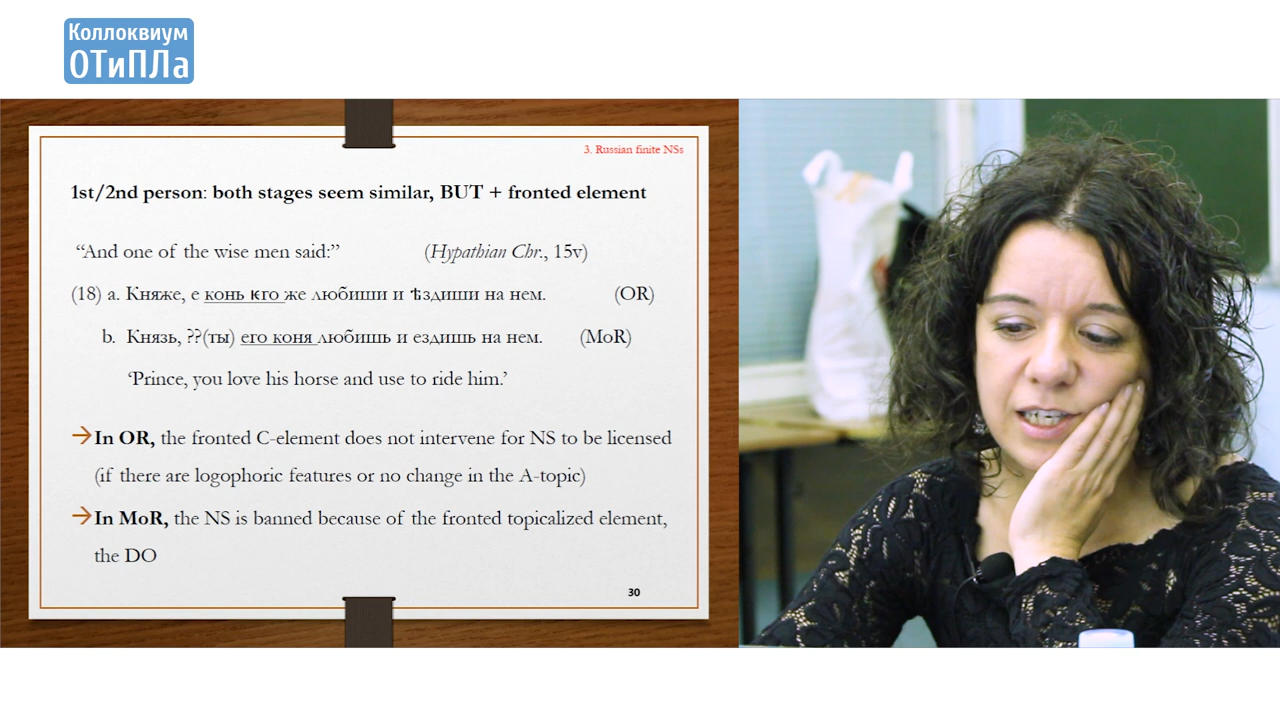 Коллоквиум
ОТиПЛа
3. Russian finite NSs
1st/2nd person: both stages seem similar, BUT + fronted element
“And one of the wise men said:” (Hypathian Chr., 15v)
(18) a. Княже, е конь ѥго же любиши и ѣздиши на нем. (OR)
b. Князь, ??(ты) его коня любишь и ездишь на нем. (MoR)
‘Prince, you love his horse and use to ride him.’
→In OR, the fronted C-element does not intervene for NS to be licensed
(if there are logophoric features or no change in the A-topic)
→In MoR, the NS is banned because of the fronted topicalized element,
the DO
30